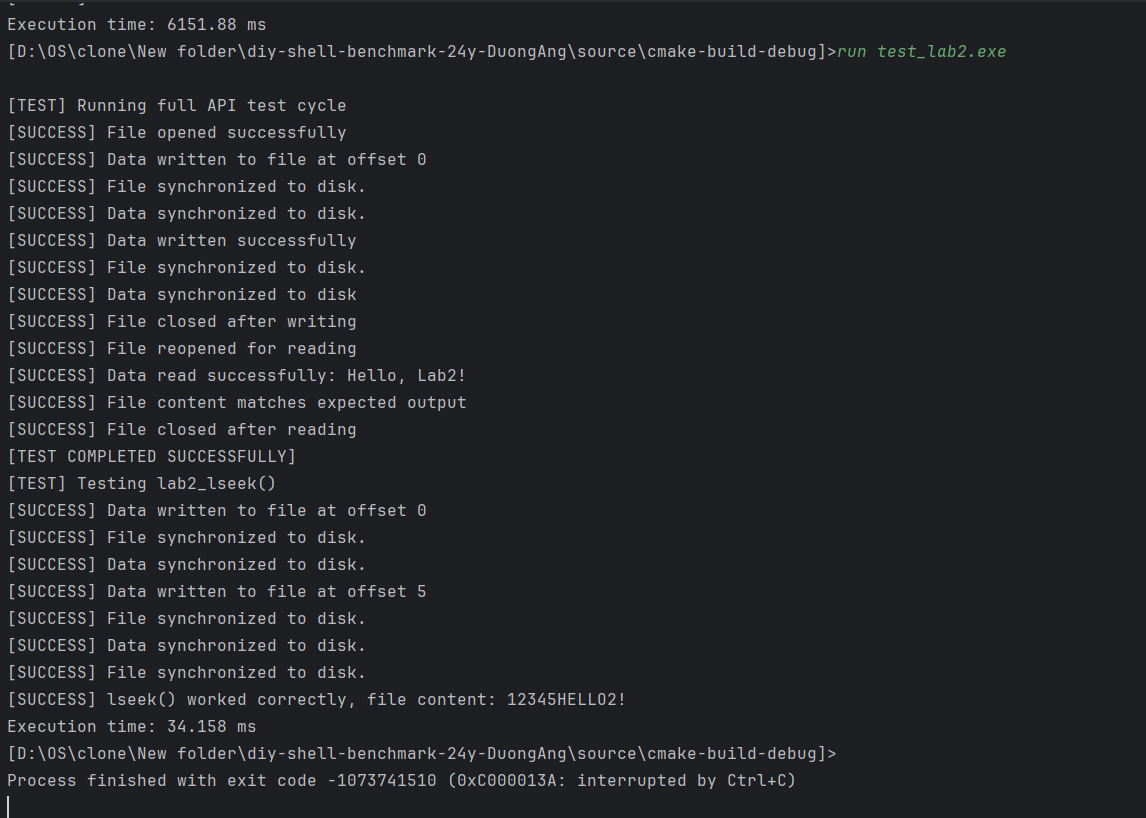 Execution time: 6151.88 ms
[D:\OS\clone\New folder\diy-shell-benchmark-24y-DuongAng\source\cmake-build-debug]>run test_lab2.exe
[TEST] Running full API test cycle
[SUCCESS] File opened successfully
[SUCCESS] Data written to file at offset 0
[SUCCESS] File synchronized to disk.
[SUCCESS] Data synchronized to disk.
[SUCCESS] Data written successfully
[SUCCESS] File synchronized to disk.
[SUCCESS] Data synchronized to disk
[SUCCESS] File closed after writing
[SUCCESS] File reopened for reading
[SUCCESS] Data read successfully: Hello, Lab2!
[SUCCESS] File content matches expected output
[SUCCESS] File closed after reading
[TEST COMPLETED SUCCESSFULLY]
[TEST] Testing lab2_lseek()
[SUCCESS] Data written to file at offset 0
[SUCCESS] File synchronized to disk.
[SUCCESS] Data synchronized to disk.
[SUCCESS] Data written to file at offset 5
[SUCCESS] File synchronized to disk.
[SUCCESS] Data synchronized to disk.
[SUCCESS] File synchronized to disk.
[SUCCESS] lseek() worked correctly, file content: 12345HELLO2!
Execution time: 34.158 ms
[D:\OS\clone\New folder\diy-shell-benchmark-24y-DuongAng\source\cmake-build-debug]>
Process finished with exit code -1073741510 (0xC000013A: interrupted by Ctrl+C)